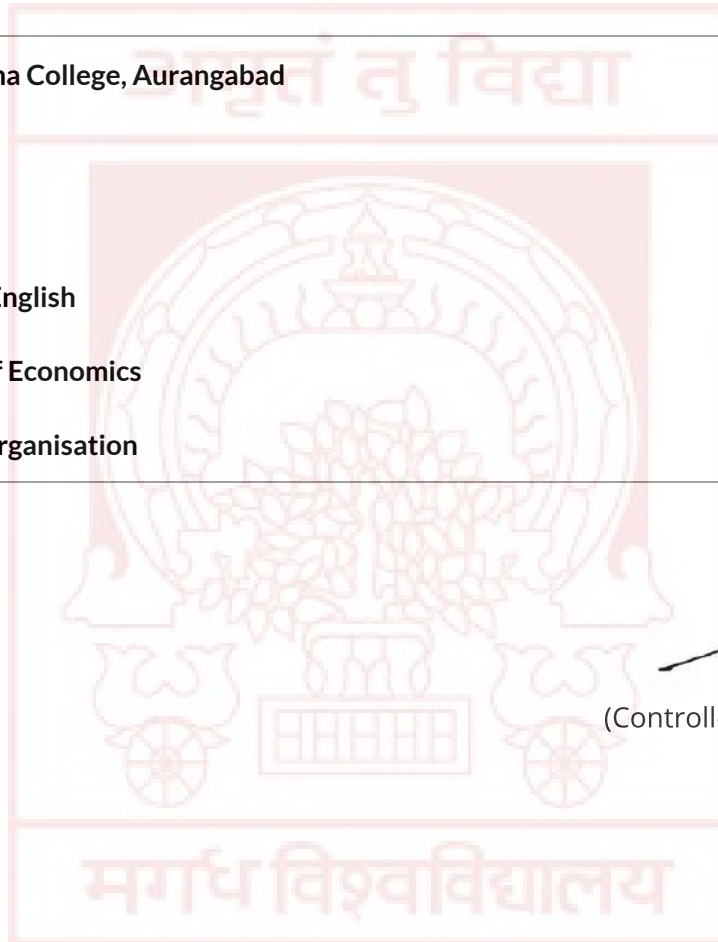 na College, Aurangabad
अमृतं तु विद्या
English
f Economics
rganisation
(Controll
मगध विश्वविद्यालय